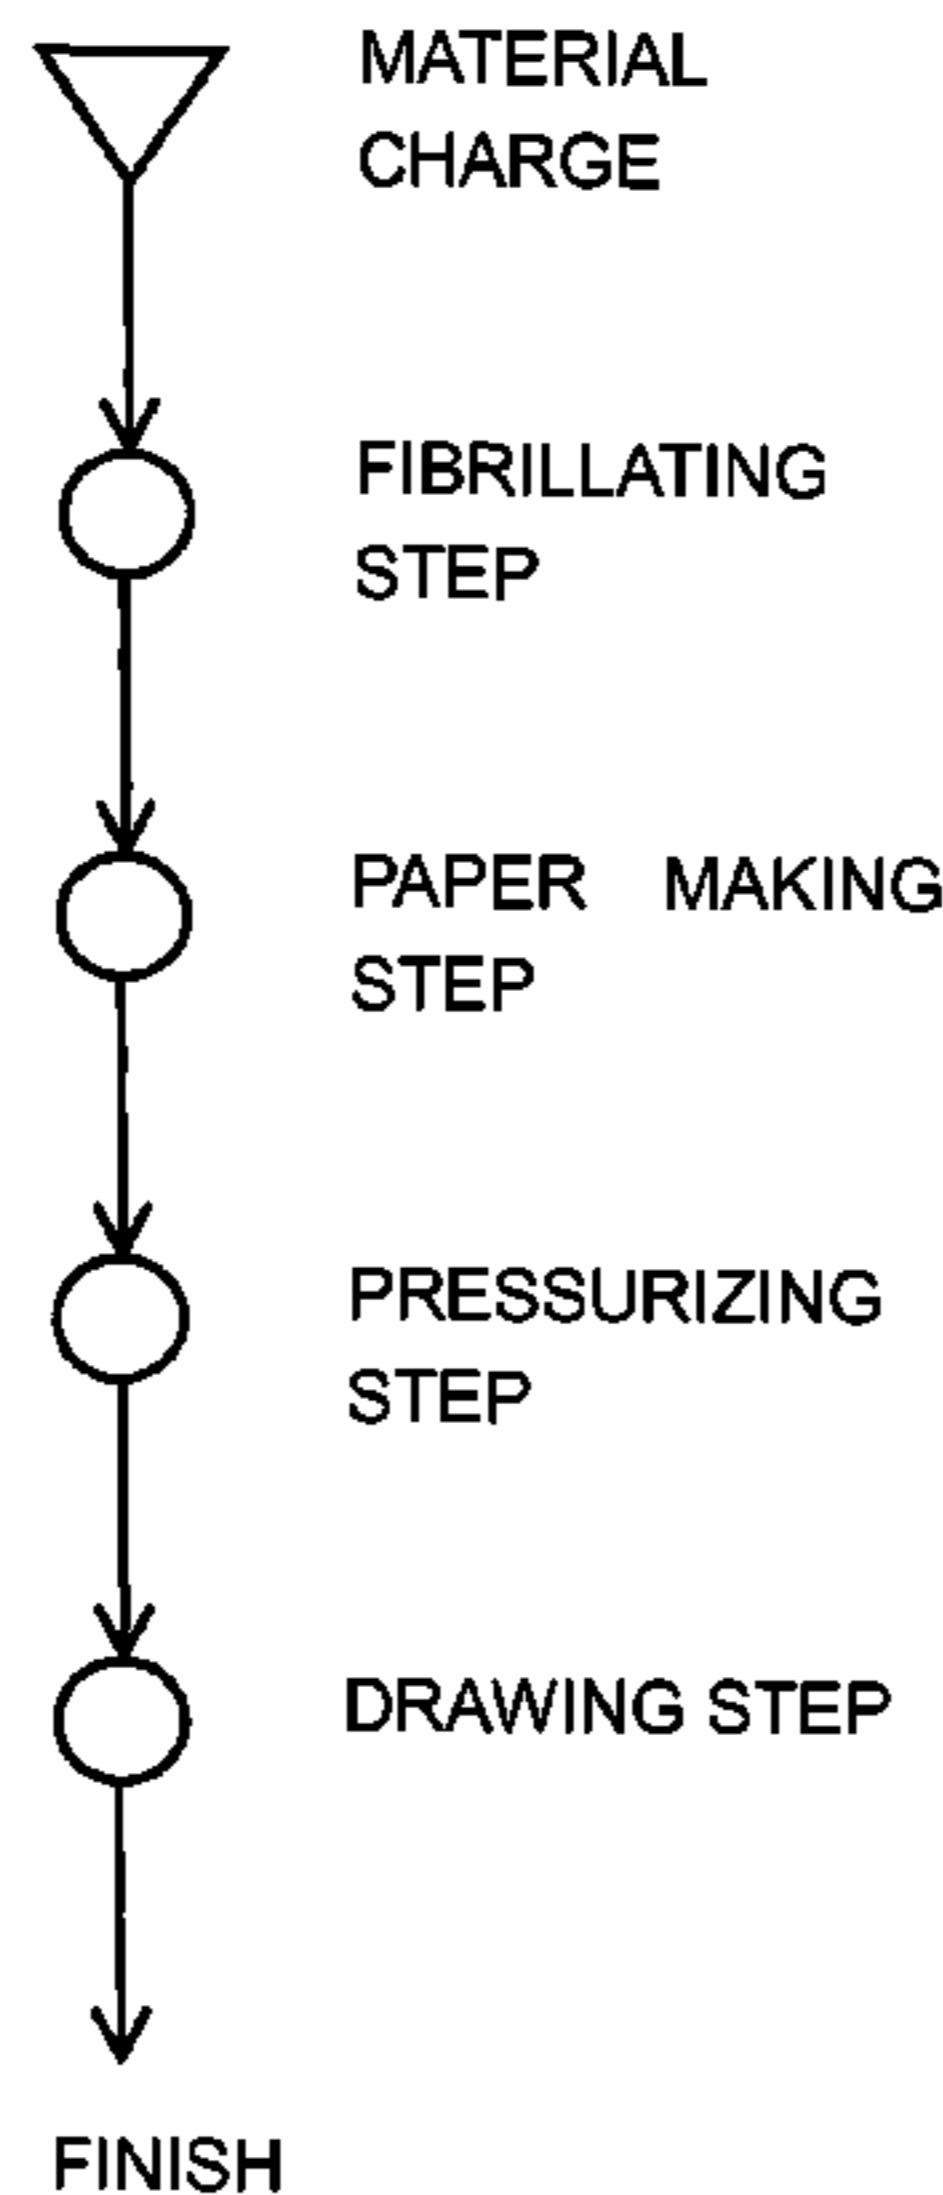 MATERIAL
CHARGE
FIBRILLATING
STEP
PAPER MAKING
STEP
PRESSURIZING
STEP
DRAWING STEP
FINISH